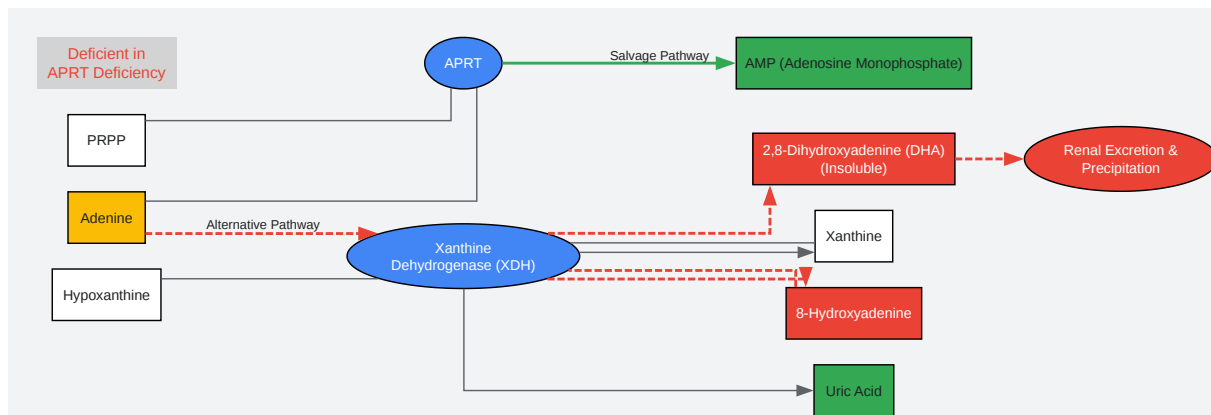 Deficient in
APRT Deficiency
APRT
Salvage Pathway
AMP (Adenosine Monophosphate)
PRPP
2,8-Dihydroxyadenine (DHA)
(Insoluble)
Renal Excretion &
Precipitation
Adenine
Alternative Pathway
Xanthine
Dehydrogenase (XDH)
Xanthine
Hypoxanthine
8-Hydroxyadenine
Uric Acid